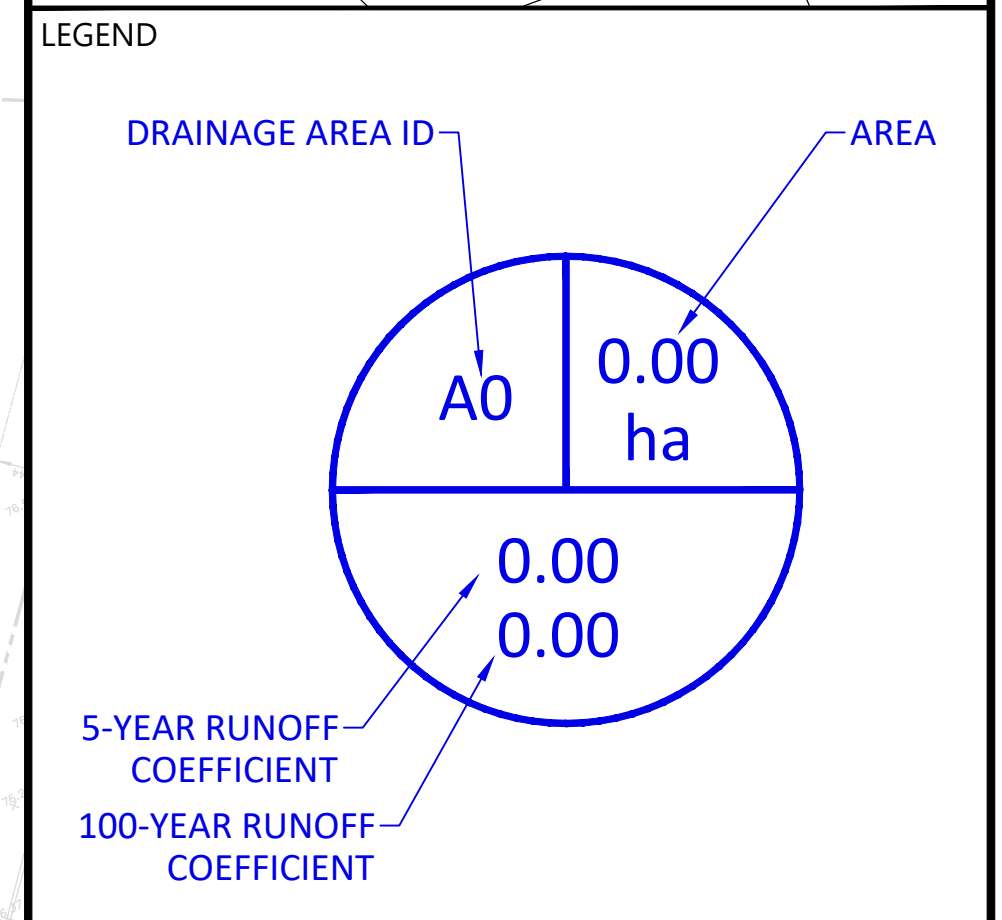 LEGEND
DRAINAGE AREA ID
AREA
A0
0.00
ha
0.00
0.00
5-YEAR RUNOFF
COEFFICIENT
100-YEAR RUNOFF
COEFFICIENT